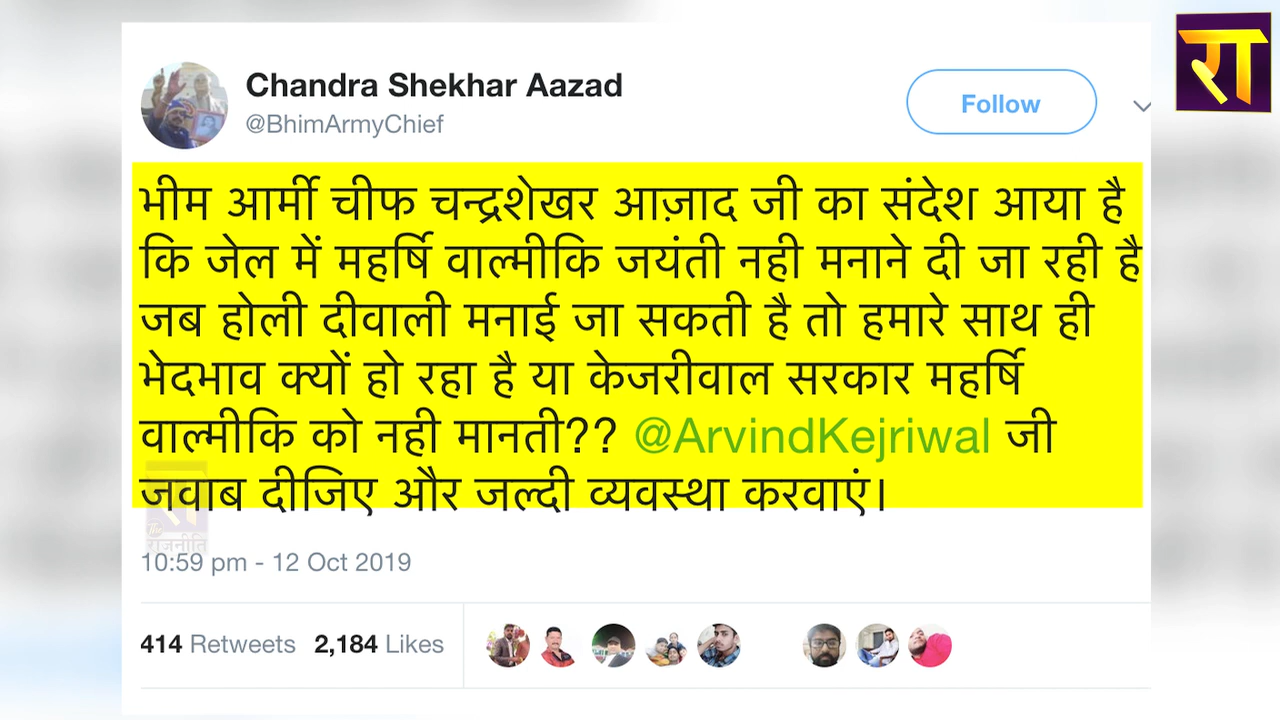 रा
Chandra Shekhar Aazad
@BhimArmyChief
Follow
भीम आर्मी चीफ चन्द्रशेखर आज़ाद जी का संदेश आया है
कि जेल में महर्षि वाल्मीकि जयंती नही मनाने दी जा रही है
जब होली दीवाली मनाई जा सकती है तो हमारे साथ ही
भेदभाव क्यों हो रहा है या केजरीवाल सरकार महर्षि
वाल्मीकि को नही मानती?? @ArvindKejriwal जी
जवाब दीजिए और जल्दी व्यवस्था करवाएं।
रा
The
राजनीति
10:59 pm - 12 Oct 2019
414 Retweets 2,184 Likes